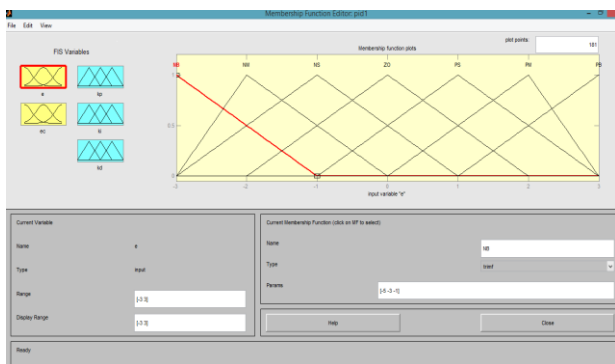 Membership Function Editor: pid1
File Edit View
FIS Variables
plot points: 181
Membership function plots
NB NM NS ZO PS PM PB
e
kp
ec
ki
kd
1
0.5
0
-3 -2 -1 0 1 2 3
input variable "e"
Current Variable
Name e
Type input
Range [-3 3]
Display Range [-3 3]
Current Membership Function (click on MF to select)
Name NB
Type trimf
Params [-5 -3 -1]
Help Close
Ready